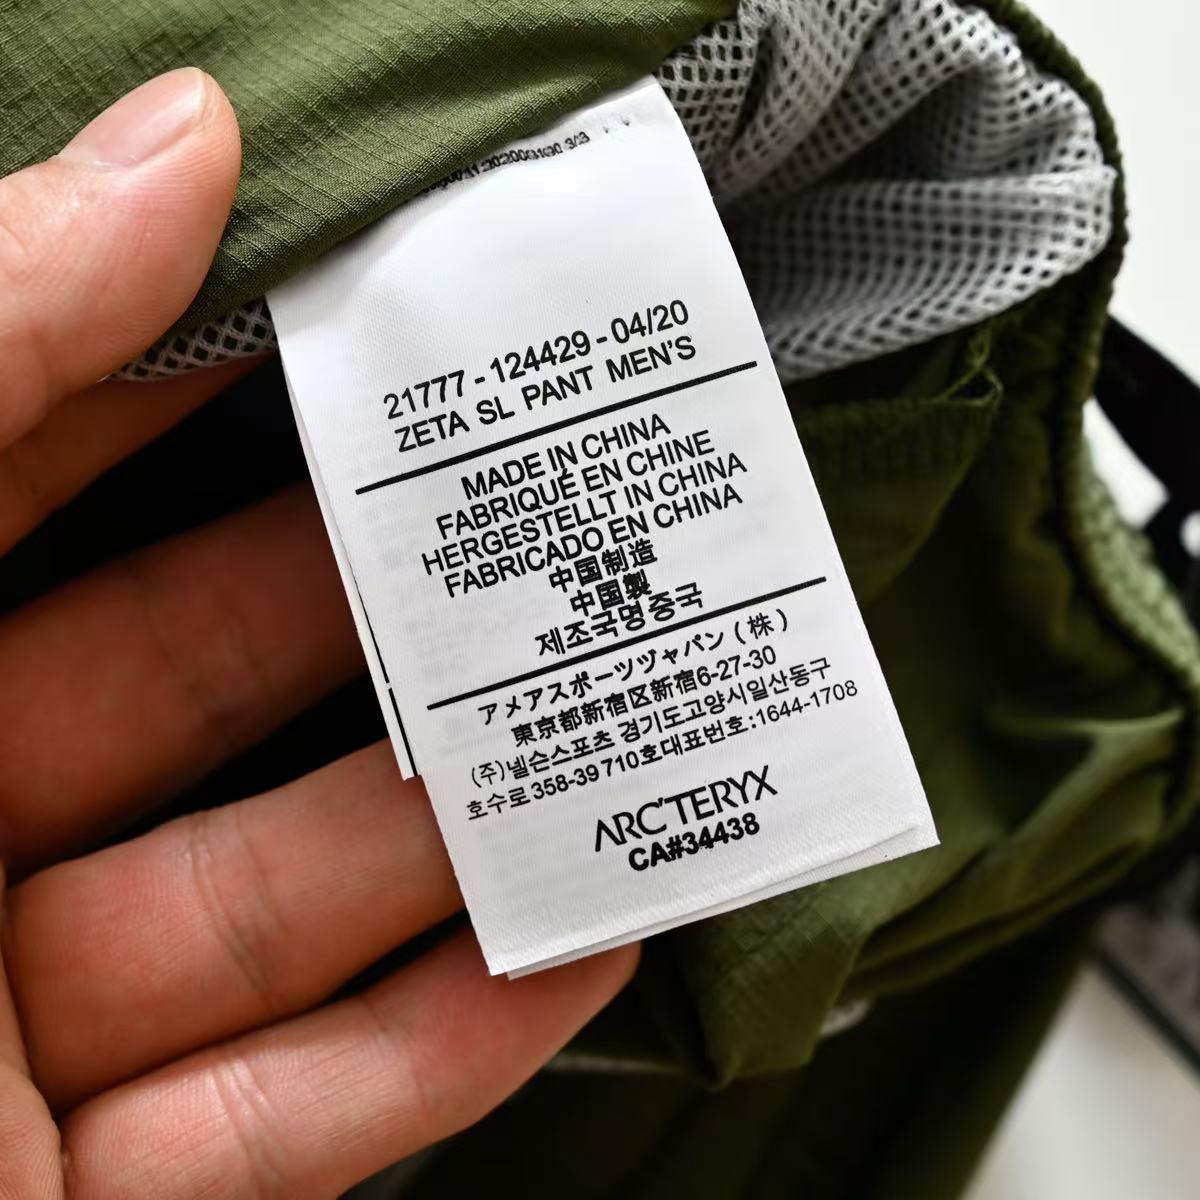 21777 - 124429 - 04/20
ZETA SL PANT MEN'S
MADE IN CHINA
FABRIQUÉ EN CHINE
HERGESTELLT IN CHINA
FABRICADO EN CHINA
中国制造
中国製
제조국명 중국
アメアスポーツヅャパン(株)
東京都新宿区新宿6-27-30
(주)넬슨스포츠 경기도고양시일산동구
호수로358-39 710호대표번호:1644-1708
ARC'TERYX
CA#34438